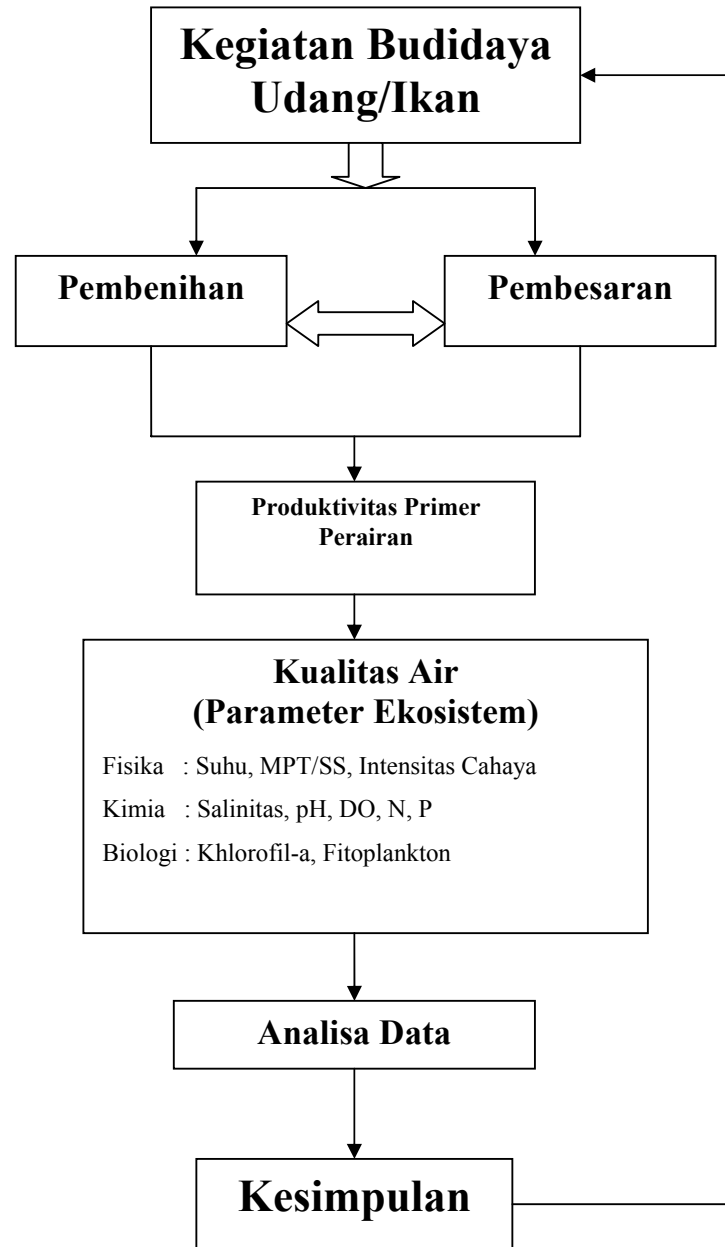 Kegiatan Budidaya
Udang/Ikan
Pembenihan
Pembesaran
Produktivitas Primer
Perairan
Kualitas Air
(Parameter Ekosistem)
Fisika : Suhu, MPT/SS, Intensitas Cahaya
Kimia : Salinitas, pH, DO, N, P
Biologi : Khlorofil-a, Fitoplankton
Analisa Data
Kesimpulan